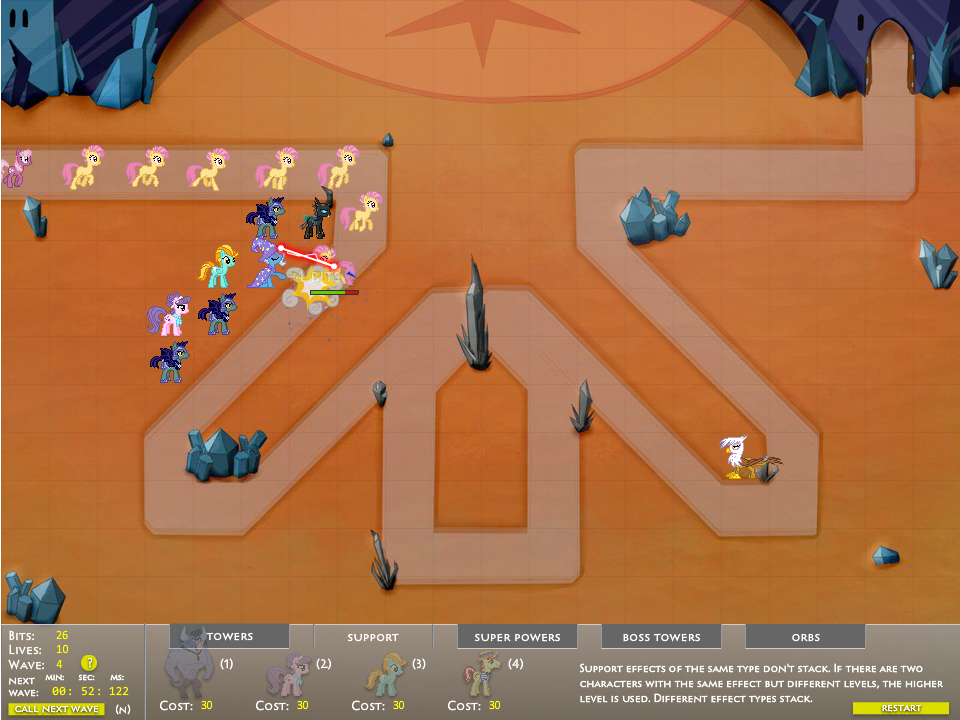 +4 BITS
BITS: 26
LIVES: 10
WAVE: 4 ?
NEXT WAVE: MIN: SEC: MS:
00: 52: 122
CALL NEXT WAVE (N)
TOWERS
SUPPORT
SUPER POWERS
BOSS TOWERS
ORBS
(1)
(2)
(3)
(4)
COST: 30
COST: 30
COST: 30
COST: 30
SUPPORT EFFECTS OF THE SAME TYPE DON'T STACK. IF THERE ARE TWO
CHARACTERS WITH THE SAME EFFECT BUT DIFFERENT LEVELS, THE HIGHER
LEVEL IS USED. DIFFERENT EFFECT TYPES STACK.
RESTART